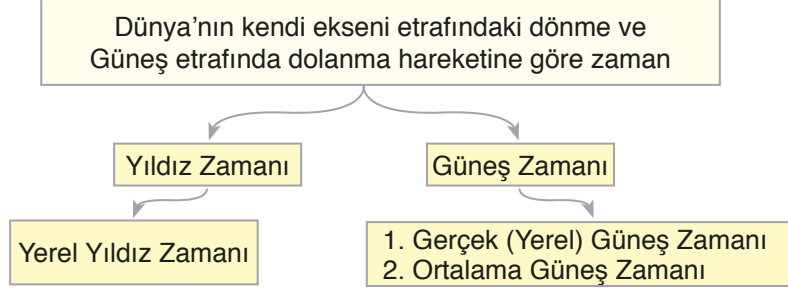 Dünya’nın kendi ekseni etrafındaki dönme ve
Güneş etrafında dolanma hareketine göre zaman
Yıldız Zamanı
Güneş Zamanı
Yerel Yıldız Zamanı
1. Gerçek (Yerel) Güneş Zamanı
2. Ortalama Güneş Zamanı